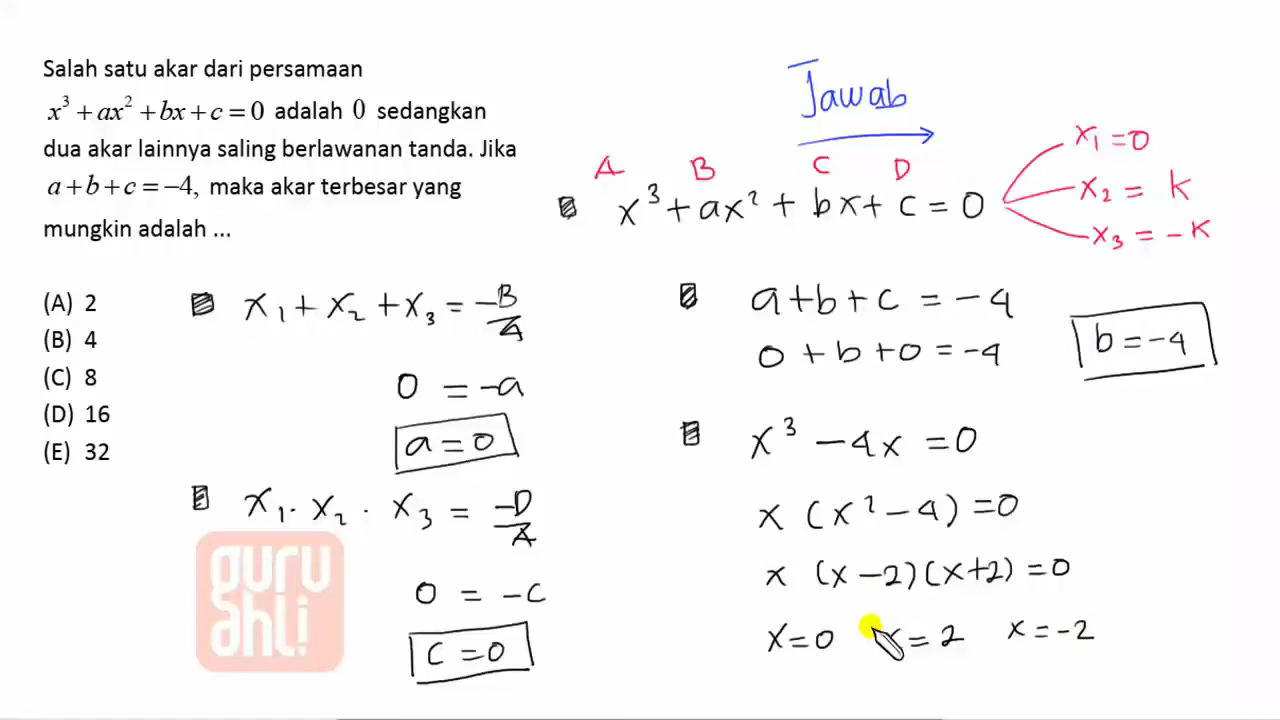 Salah satu akar dari persamaan
x³ + ax² + bx + c = 0 adalah 0 sedangkan
dua akar lainnya saling berlawanan tanda. Jika
a + b + c = −4, maka akar terbesar yang
mungkin adalah ...
(A) 2
(B) 4
(C) 8
(D) 16
(E) 32
Jawab
A B C D
x³ + ax² + bx + c = 0
x₁ = 0
x₂ = k
x₃ = -k
x₁ + x₂ + x₃ = -B/A
0 = -a
a = 0
x₁ . x₂ . x₃ = -D/A
0 = -c
c = 0
a + b + c = -4
0 + b + 0 = -4
b = -4
x³ - 4x = 0
x (x² - 4) = 0
x (x - 2)(x + 2) = 0
x = 0 x = 2 x = -2
guru
ahli